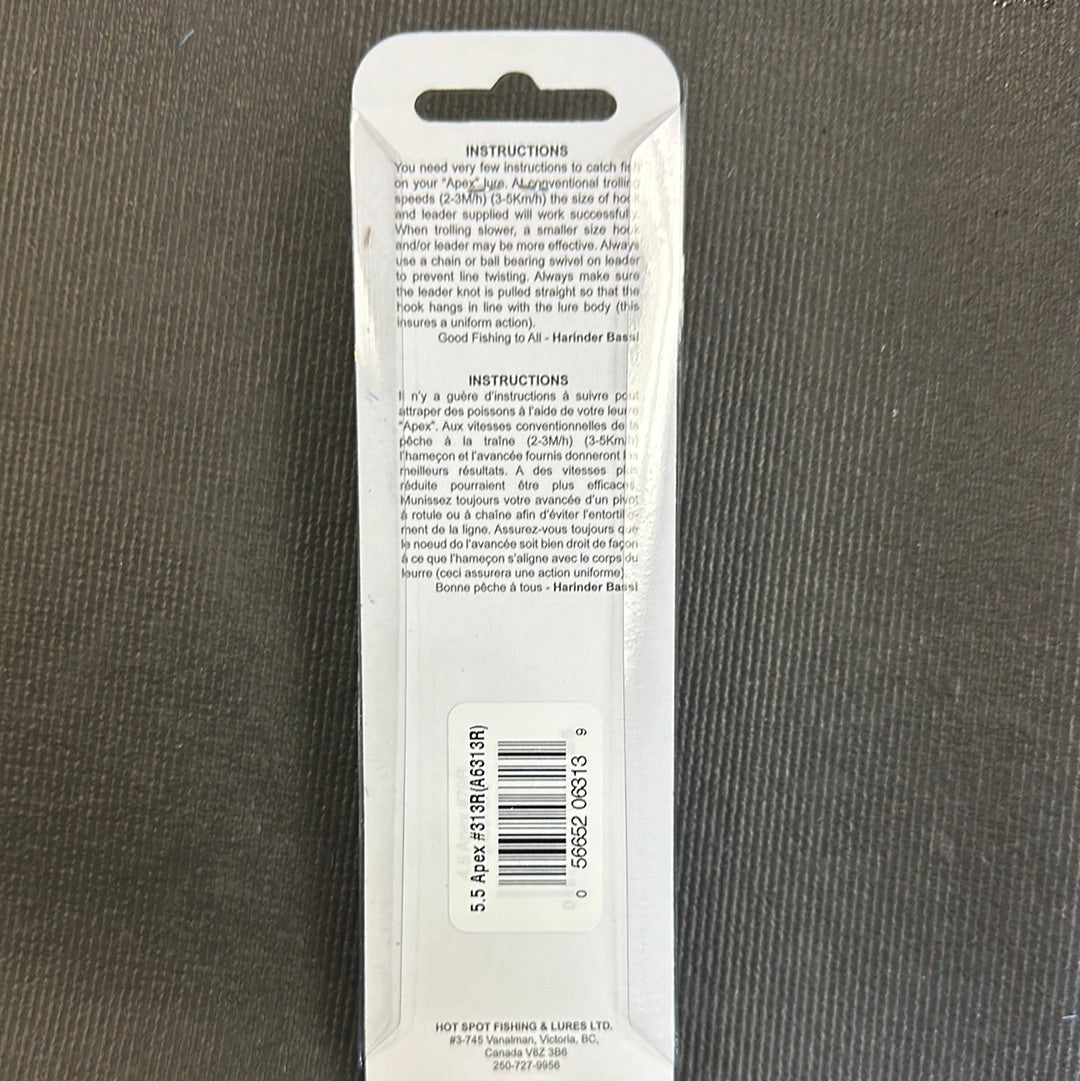 INSTRUCTIONS
You need very few instructions to catch fish
on your "Apex" lure. At conventional trolling
speeds (2-3M/h) (3-5Km/h) the size of hook
and leader supplied will work successfully.
When trolling slower, a smaller size hook
and/or leader may be more effective. Always
use a chain or ball bearing swivel on leader
to prevent line twisting. Always make sure
the leader knot is pulled straight so that the
hook hangs in line with the lure body (this
insures a uniform action).
Good Fishing to All - Harinder Bassi
INSTRUCTIONS
Il n'y a guère d'instructions à suivre pout
attraper des poissons à l'aide de votre leurre
"Apex". Aux vitesses conventionnelles de la
pêche à la traîne (2-3M/h) (3-5Km/h)
l'hameçon et l'avancée fournis donneront les
meilleurs résultats. A des vitesses plus
réduite pourraient être plus efficaces.
Munissez toujours votre avancée d'un pivot
à rotule ou à chaîne afin d'éviter l'entortille-
ment de la ligne. Assurez-vous toujours que
le noeud do l'avancée soit bien droit de façon
à ce que l'hameçon s'aligne avec le corps du
leurre (ceci assurera une action uniforme).
Bonne pêche à tous - Harinder Bassi
5.5 Apex #313R(A6313R)
0 56652 06313 9
HOT SPOT FISHING & LURES LTD.
#3-745 Vanalman, Victoria, BC,
Canada V8Z 3B6
250-727-9956